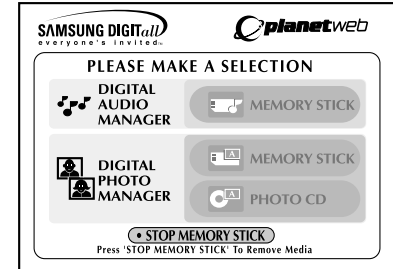 SAMSUNG DIGITall
everyone's invited™
planetweb
PLEASE MAKE A SELECTION
DIGITAL
AUDIO
MANAGER
MEMORY STICK
DIGITAL
PHOTO
MANAGER
A
MEMORY STICK
A
PHOTO CD
• STOP MEMORY STICK
Press 'STOP MEMORY STICK' To Remove Media